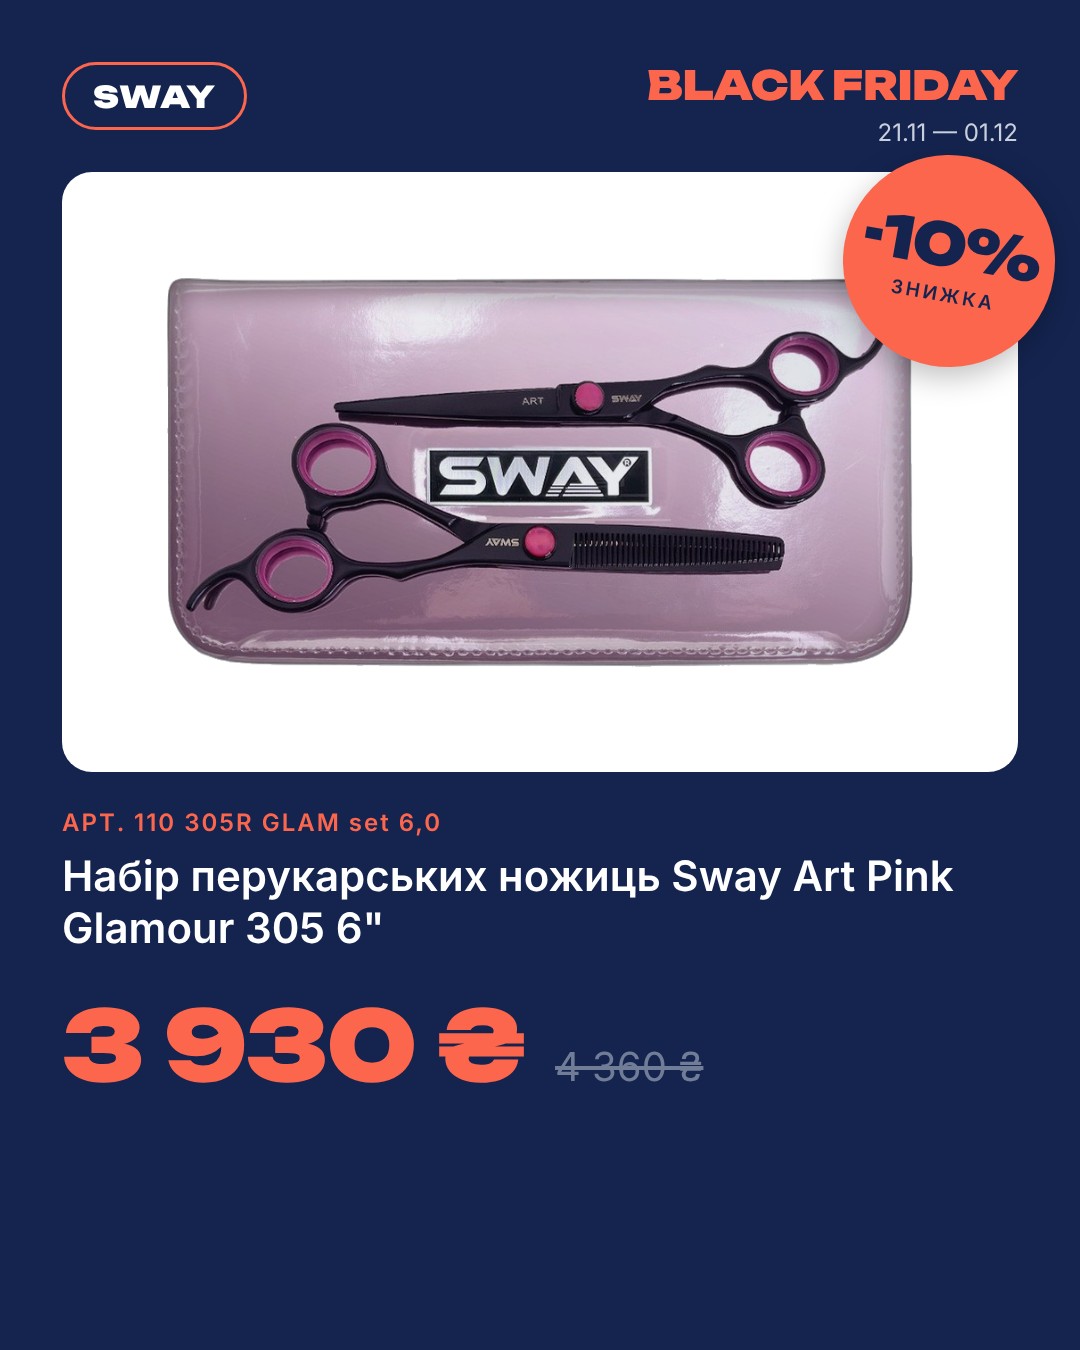 SWAY
BLACK FRIDAY
21.11 — 01.12
-10%
ЗНИЖКА
ART SWAY
SWAY®
SWAY
АРТ. 110 305R GLAM set 6,0
Набір перукарських ножиць Sway Art Pink
Glamour 305 6"
3 930 ₴ 4 360 ₴